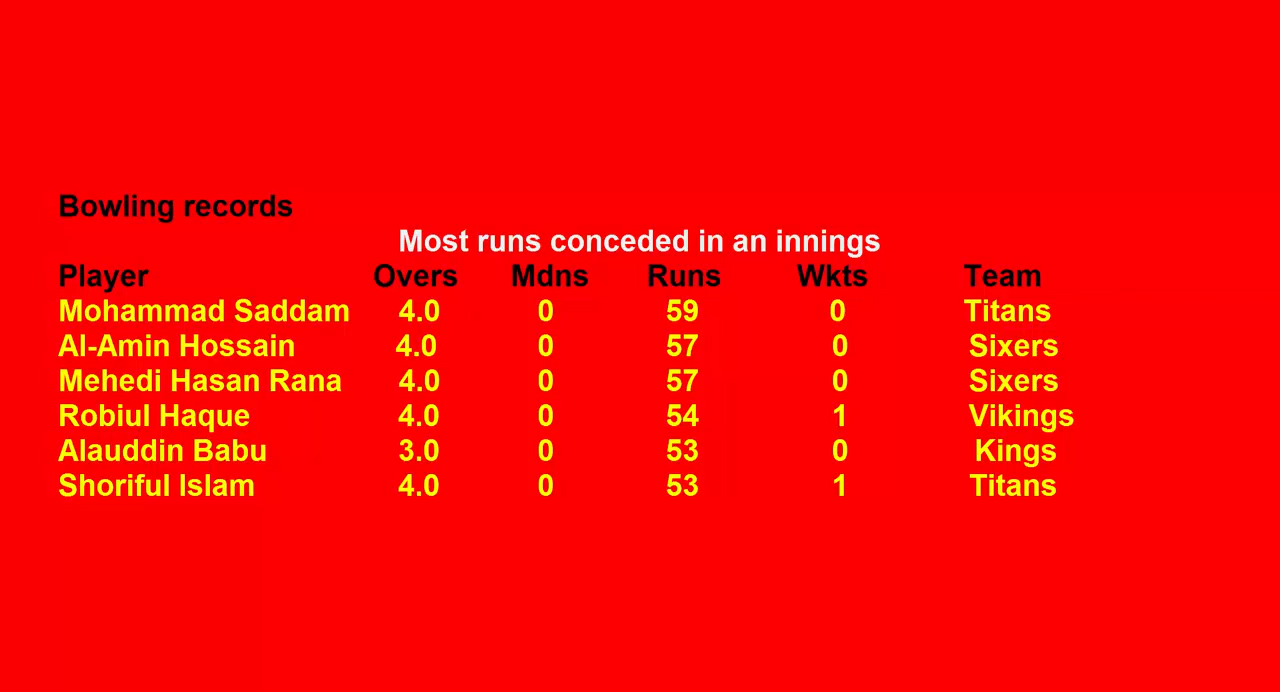 Bowling records
Most runs conceded in an innings
Player Overs Mdns Runs Wkts Team
Mohammad Saddam 4.0 0 59 0 Titans
Al-Amin Hossain 4.0 0 57 0 Sixers
Mehedi Hasan Rana 4.0 0 57 0 Sixers
Robiul Haque 4.0 0 54 1 Vikings
Alauddin Babu 3.0 0 53 0 Kings
Shoriful Islam 4.0 0 53 1 Titans